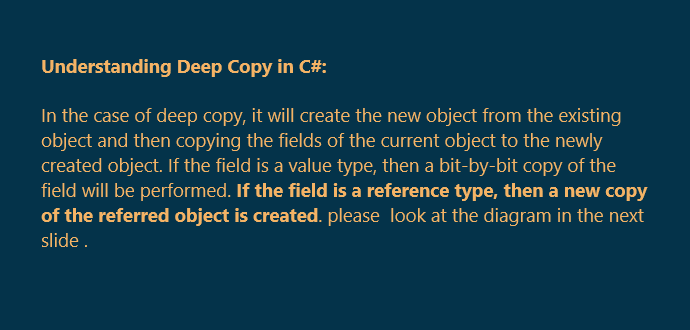 Understanding Deep Copy in C#:
In the case of deep copy, it will create the new object from the existing
object and then copying the fields of the current object to the newly
created object. If the field is a value type, then a bit-by-bit copy of the
field will be performed. If the field is a reference type, then a new copy
of the referred object is created. please  look at the diagram in the next
slide .